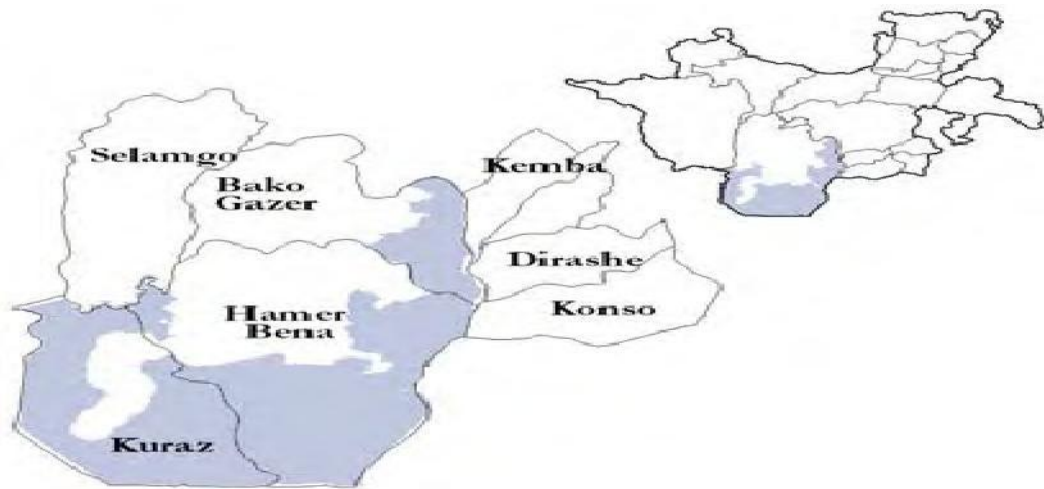 Selamgo
Kemba
Bako
Gazer
Dirashe
Hamer
Bena
Konso
Kuraz